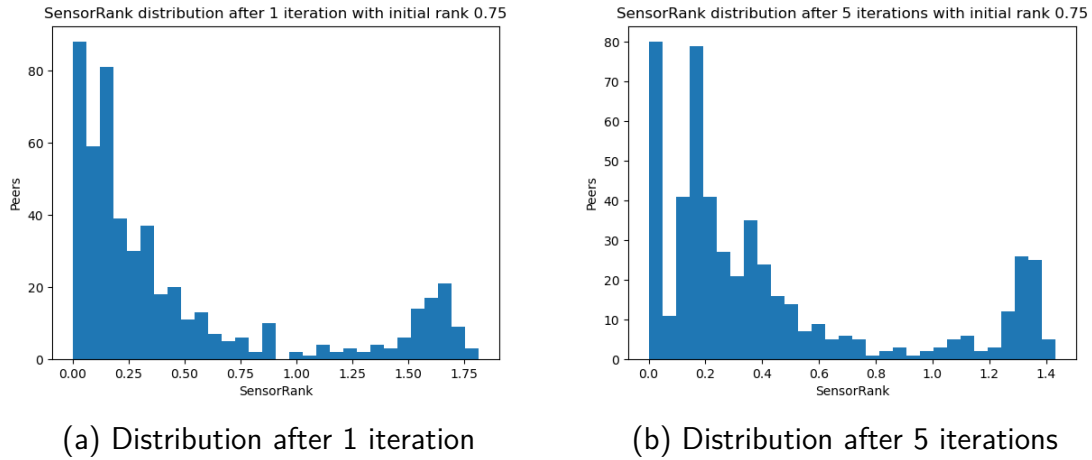 SensorRank distribution after 1 iteration with initial rank 0.75
80
60
40
20
0
Peers
0.00 0.25 0.50 0.75 1.00 1.25 1.50 1.75
SensorRank
(a) Distribution after 1 iteration
SensorRank distribution after 5 iterations with initial rank 0.75
80
70
60
50
40
30
20
10
0
Peers
0.0 0.2 0.4 0.6 0.8 1.0 1.2 1.4
SensorRank
(b) Distribution after 5 iterations